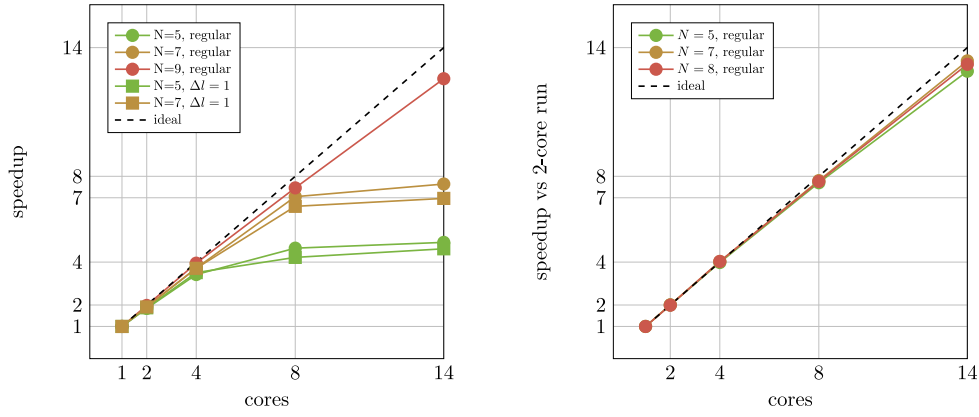 N=5, regular
N=7, regular
N=9, regular
N=5, Δl = 1
N=7, Δl = 1
ideal
14
8
7
4
2
1
speedup
1 2 4 8 14
cores
N = 5, regular
N = 7, regular
N = 8, regular
ideal
14
8
7
4
2
1
speedup vs 2-core run
2 4 8 14
cores